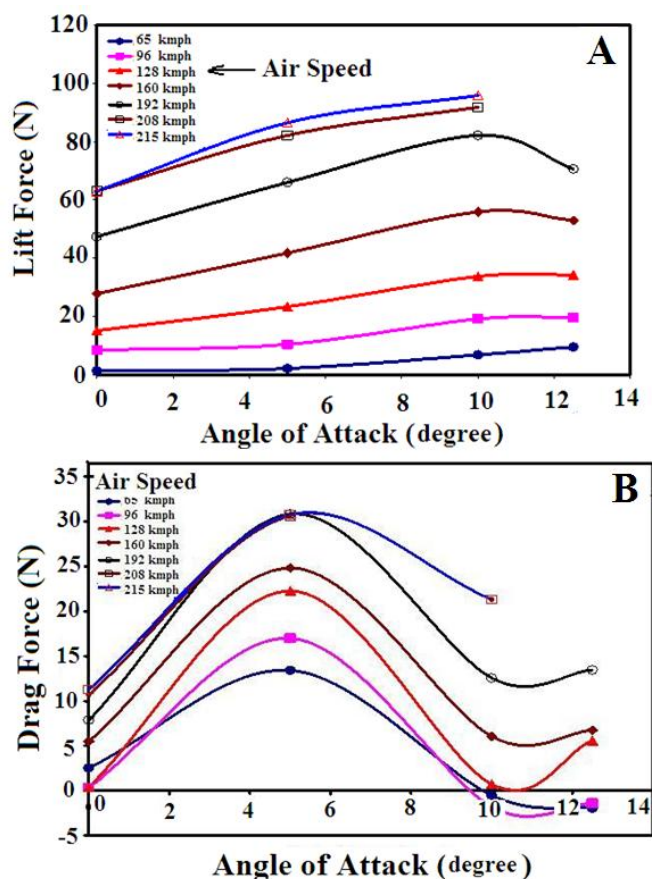 120
A
65 kmph
96 kmph
128 kmph
Air Speed
100
160 kmph
192 kmph
208 kmph
215 kmph
80
60
40
20
0
Lift Force (N)
0 2 4 6 8 10 12 14
Angle of Attack (degree)
35
B
Air Speed
65 kmph
96 kmph
128 kmph
160 kmph
192 kmph
208 kmph
215 kmph
30
25
20
15
10
5
0
-5
Drag Force (N)
0 2 4 6 8 10 12 14
Angle of Attack (degree)